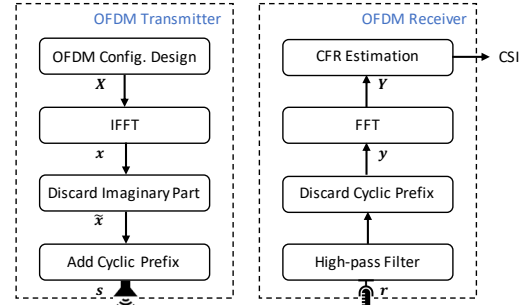 OFDM Transmitter
OFDM Config. Design
X
IFFT
x
Discard Imaginary Part
x̃
Add Cyclic Prefix
s
OFDM Receiver
CFR Estimation
CSI
Y
FFT
y
Discard Cyclic Prefix
High-pass Filter
r